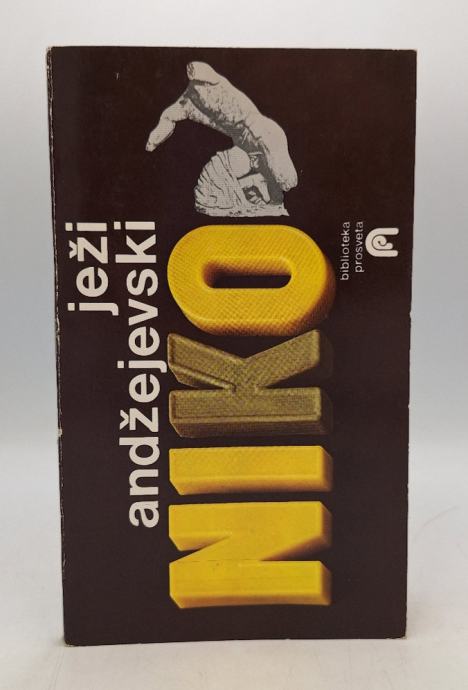 ježi
andžejevski
NIKO
biblioteka
prosveta